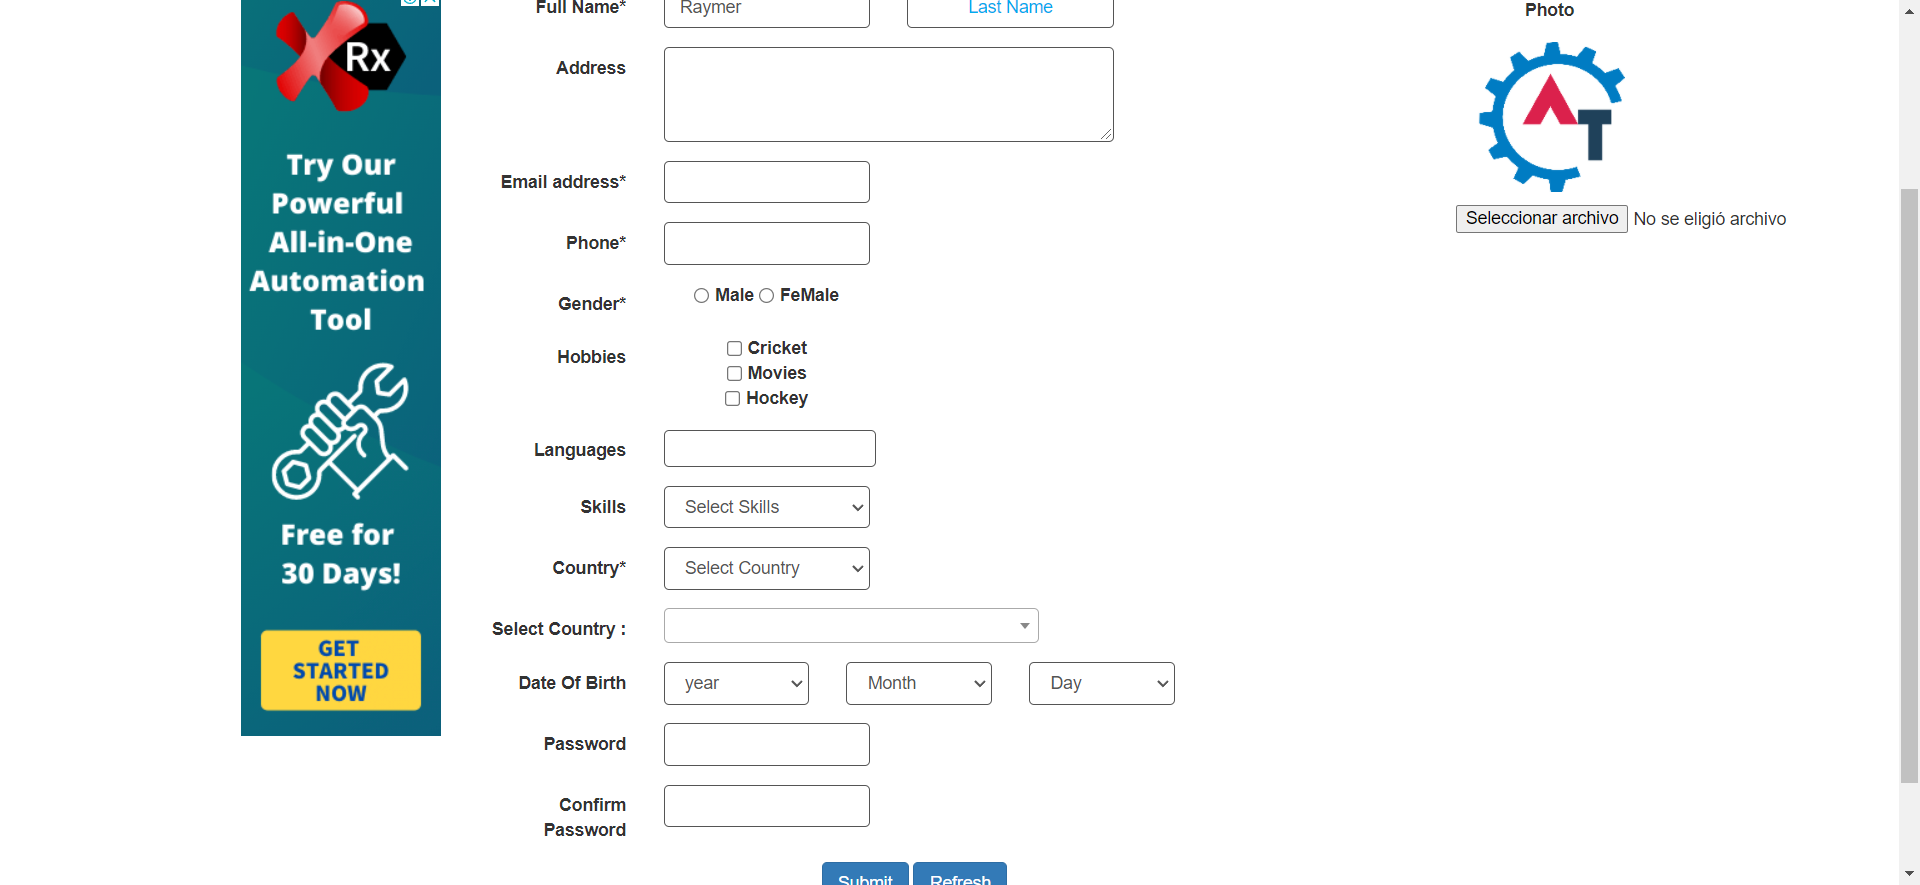 Rx
Try Our
Powerful
All-in-One
Automation
Tool
Free for
30 Days!
GET
STARTED
NOW
Full Name* Raymer Last Name
Address
Email address*
Phone*
Gender* Male FeMale
Hobbies Cricket
Movies
Hockey
Languages
Skills Select Skills
Country* Select Country
Select Country :
Date Of Birth year Month Day
Password
Confirm
Password
Submit Refresh
Photo
AT
Seleccionar archivo No se eligió archivo